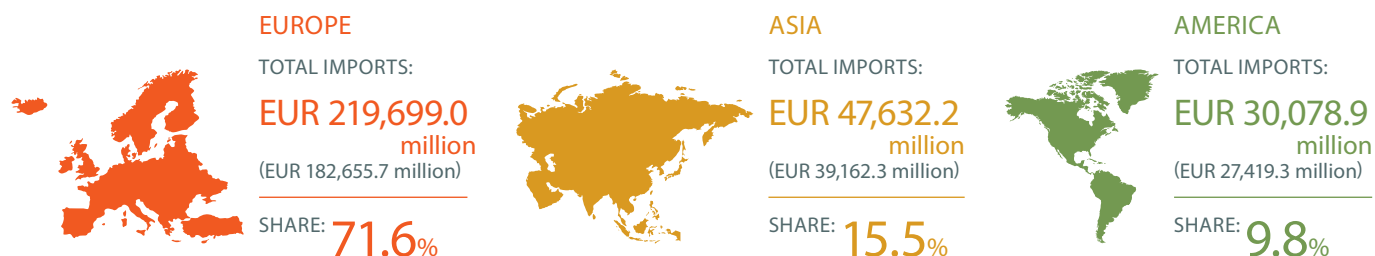 EUROPE
TOTAL IMPORTS:
EUR 219,699.0
million
(EUR 182,655.7 million)
SHARE: 71.6%
ASIA
TOTAL IMPORTS:
EUR 47,632.2
million
(EUR 39,162.3 million)
SHARE: 15.5%
AMERICA
TOTAL IMPORTS:
EUR 30,078.9
million
(EUR 27,419.3 million)
SHARE: 9.8%